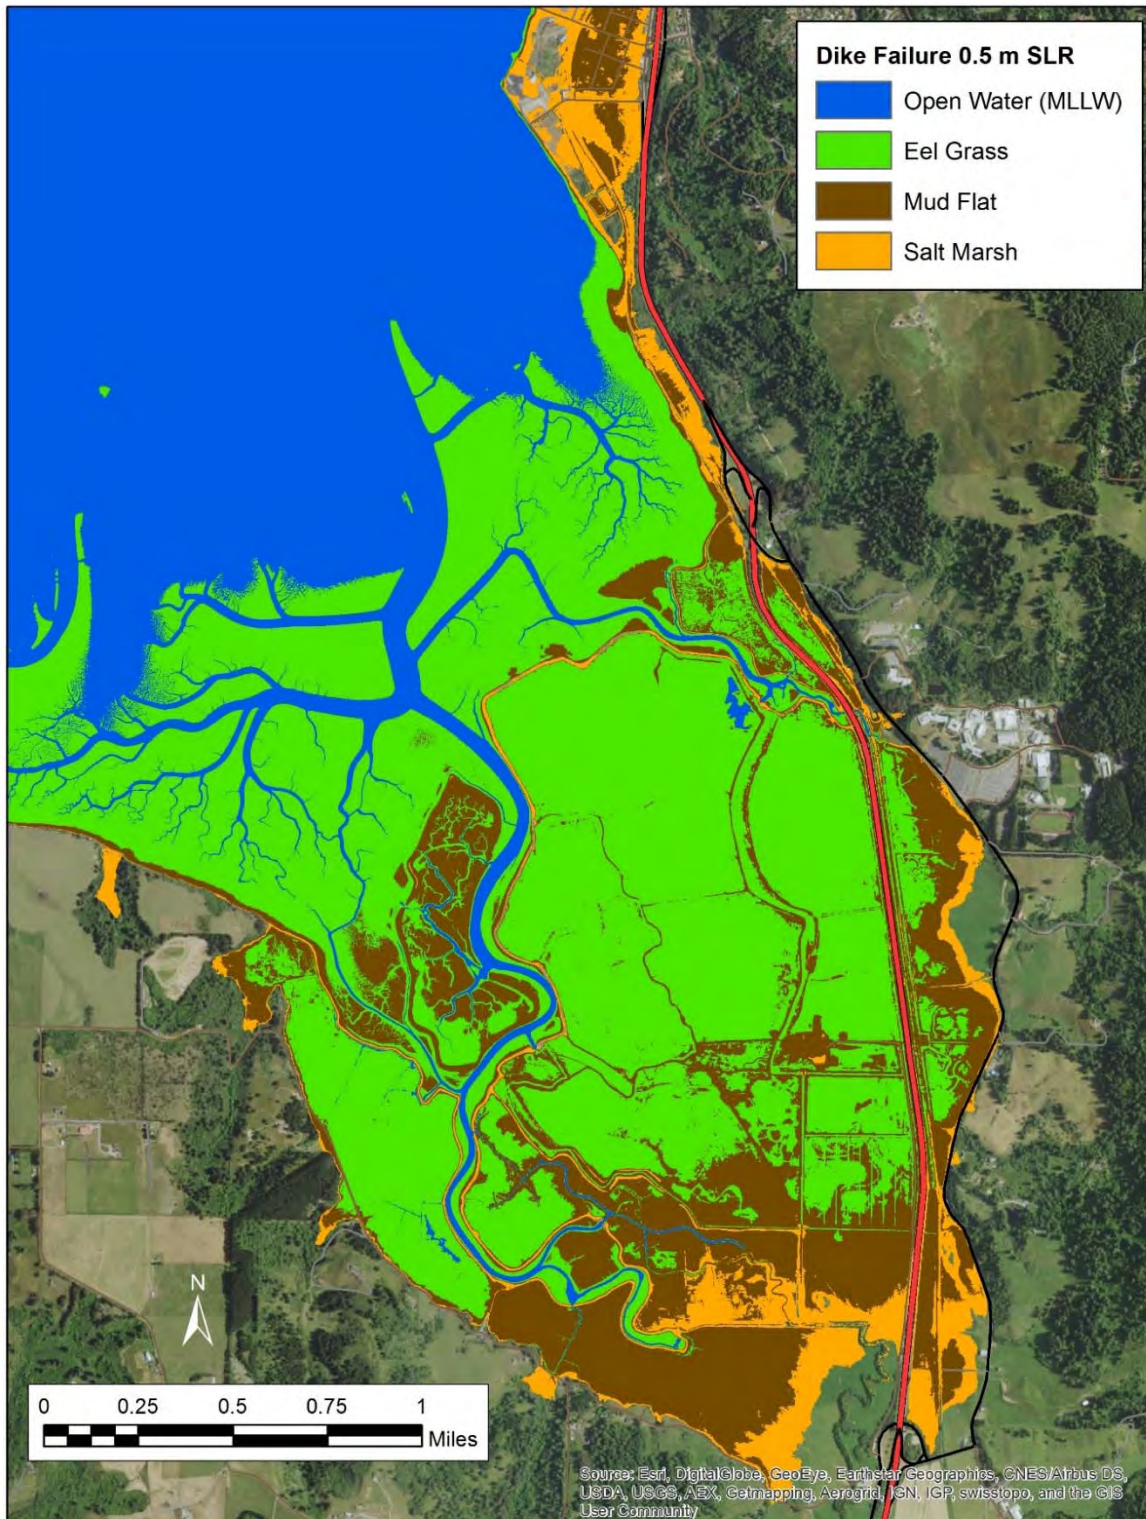 Dike Failure 0.5 m SLR
Open Water (MLLW)
Eel Grass
Mud Flat
Salt Marsh
N
0 0.25 0.5 0.75 1
Miles
Source: Esri, DigitalGlobe, GeoEye, Earthstar Geographics, CNES/Airbus DS,
USDA, USGS, AEX, Getmapping, Aerogrid, IGN, IGP, swisstopo, and the GIS
User Community